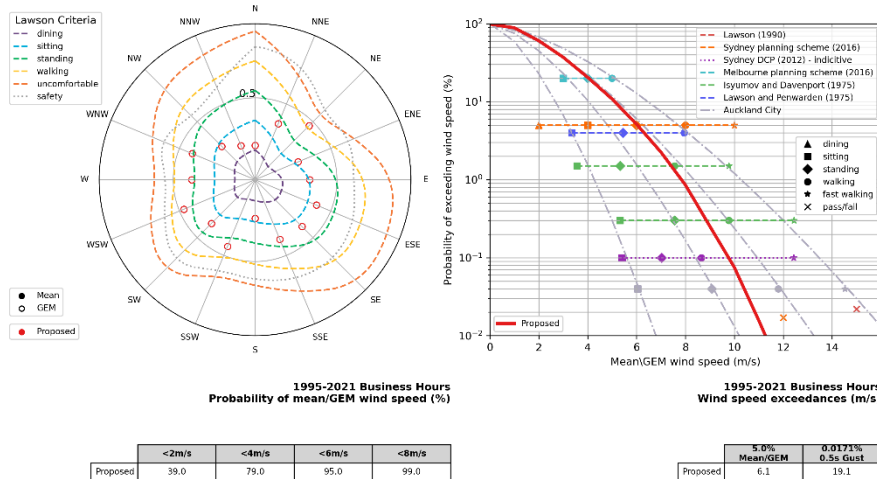 Lawson Criteria
dining
sitting
standing
walking
uncomfortable
safety
N
NNE
NE
ENE
E
ESE
SE
SSE
S
SSW
SW
WSW
W
WNW
NW
NNW
0.5
Mean
GEM
Proposed
1995-2021 Business Hours
Probability of mean/GEM wind speed (%)
<2m/s <4m/s <6m/s <8m/s
Proposed 39.0 79.0 95.0 99.0
Probability of exceeding wind speed (%)
10²
10¹
10⁰
10⁻¹
10⁻²
Lawson (1990)
Sydney planning scheme (2016)
Sydney DCP (2012) - Indicitive
Melbourne planning scheme (2016)
Isyumov and Davenport (1975)
Lawson and Penwarden (1975)
Auckland City
dining
sitting
standing
walking
fast walking
pass/fail
Proposed
0 2 4 6 8 10 12 14
Mean\GEM wind speed (m/s)
1995-2021 Business Hours
Wind speed exceedances (m/s
5.0% 0.0171%
Mean/GEM 0.5s Gust
Proposed 6.1 19.1